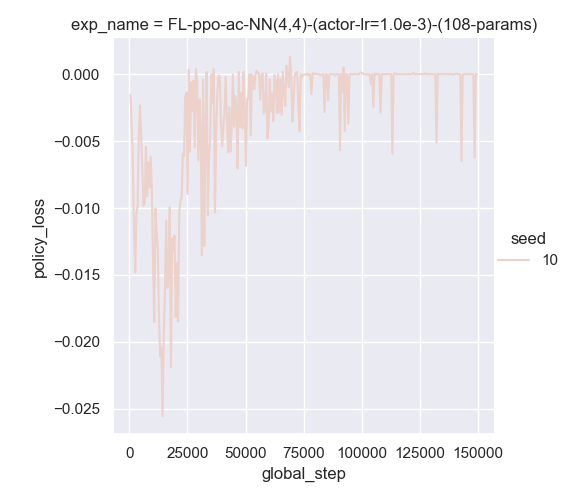 exp_name = FL-ppo-ac-NN(4,4)-(actor-lr=1.0e-3)-(108-params)
0.000
−0.005
−0.010
−0.015
−0.020
−0.025
policy_loss
0 25000 50000 75000 100000 125000 150000
global_step
seed
10